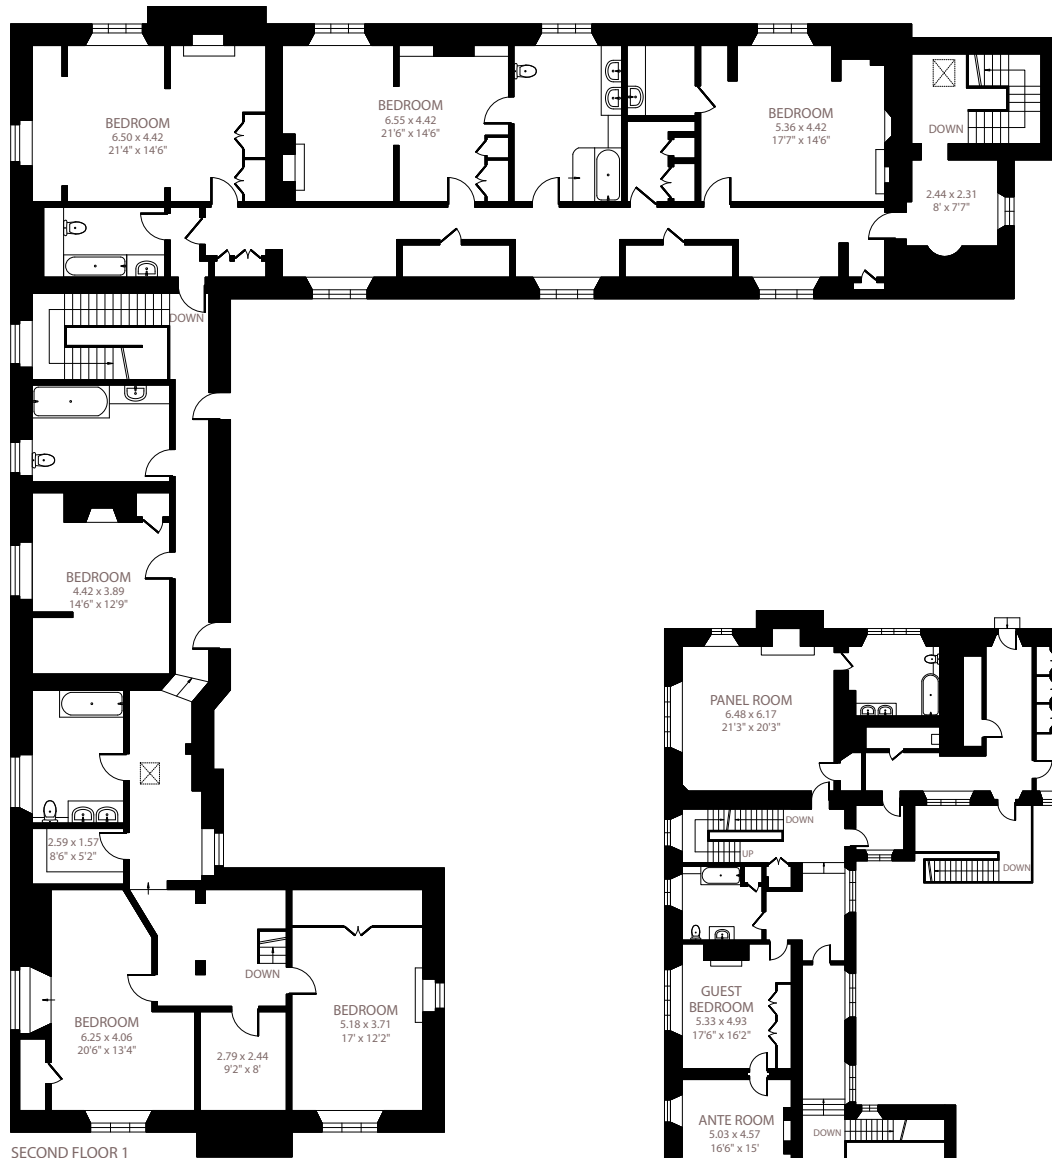 BEDROOM
6.50 x 4.42
21'4" x 14'6"
BEDROOM
6.55 x 4.42
21'6" x 14'6"
BEDROOM
5.36 x 4.42
17'7" x 14'6"
DOWN
2.44 x 2.31
8' x 7'7"
DOWN
BEDROOM
4.42 x 3.89
14'6" x 12'9"
2.59 x 1.57
8'6" x 5'2"
DOWN
BEDROOM
6.25 x 4.06
20'6" x 13'4"
2.79 x 2.44
9'2" x 8'
BEDROOM
5.18 x 3.71
17' x 12'2"
SECOND FLOOR 1
PANEL ROOM
6.48 x 6.17
21'3" x 20'3"
DOWN
UP
DOWN
GUEST
BEDROOM
5.33 x 4.93
17'6" x 16'2"
ANTE ROOM
5.03 x 4.57
16'6" x 15'
DOWN